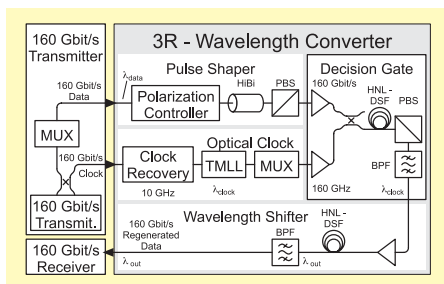 160 Gbit/s
Transmitter
160 Gbit/s
Data
MUX
160 Gbit/s
Clock
160 Gbit/s
Transmit.
160 Gbit/s
Receiver
3R - Wavelength Converter
Pulse Shaper
λdata
Polarization
Controller
HiBi
PBS
Optical Clock
Clock
Recovery
10 GHz
TMLL
λclock
MUX
160 Gbit/s
160 GHz
Decision Gate
HNL -
DSF
PBS
BPF
λclock
Wavelength Shifter
160 Gbit/s
Regenerated
Data
λout
BPF
λout
HNL -
DSF